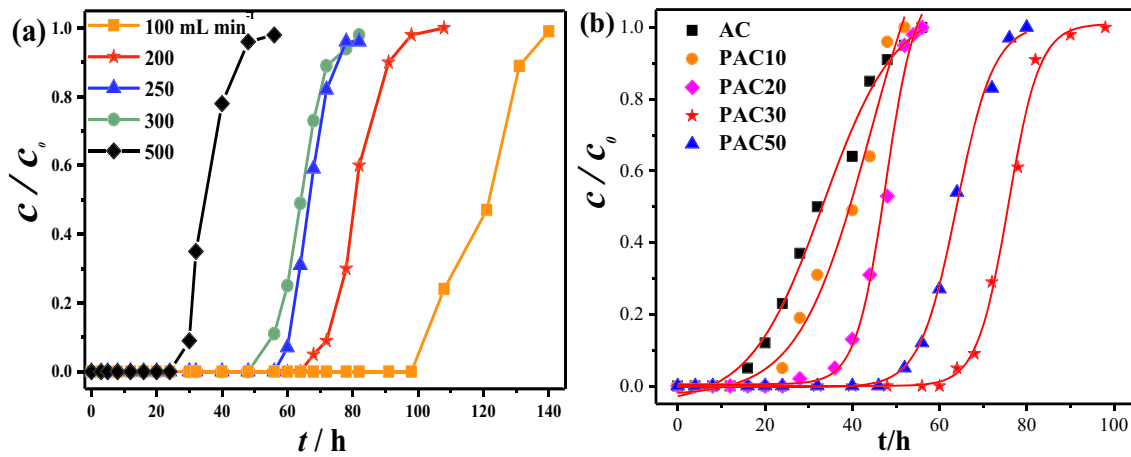 (a)
100 mL min⁻¹
200
250
300
500
c / c₀
1.0
0.8
0.6
0.4
0.2
0.0
0 20 40 60 80 100 120 140
t / h
(b)
AC
PAC10
PAC20
PAC30
PAC50
c / c₀
1.0
0.8
0.6
0.4
0.2
0.0
0 20 40 60 80 100
t/h